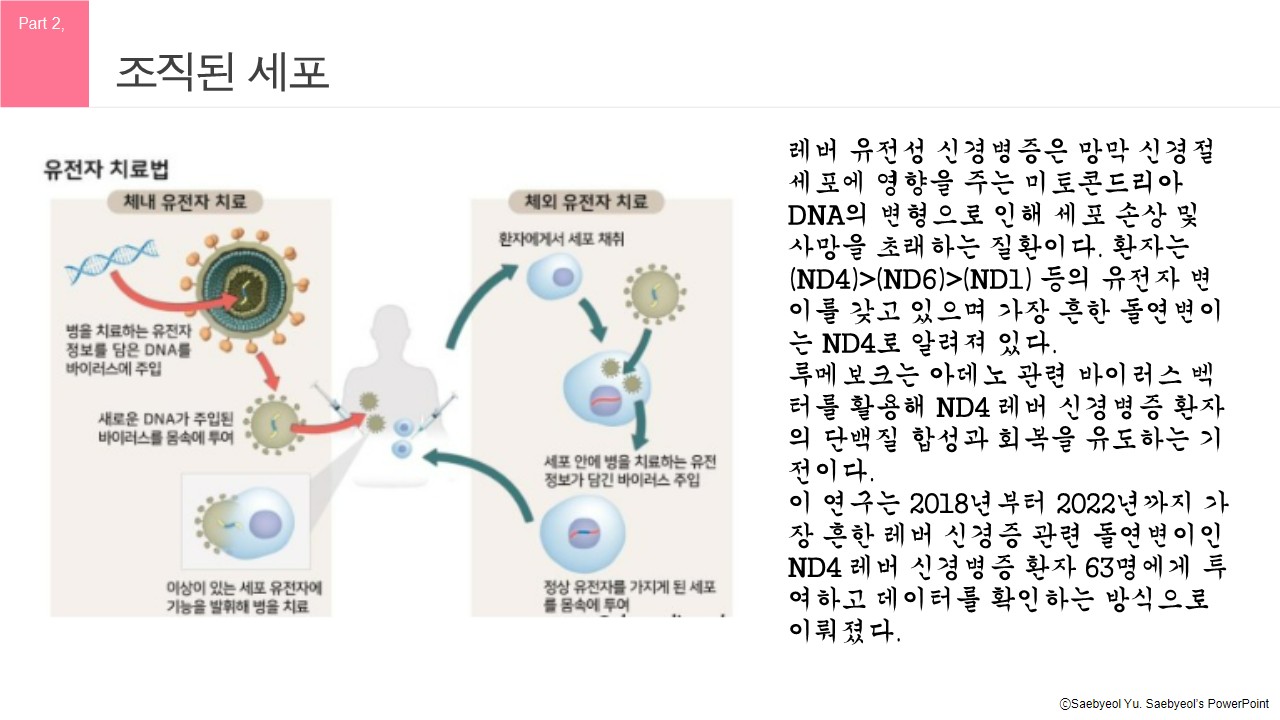 Part 2,
조직된 세포
유전자 치료법
체내 유전자 치료
병을 치료하는 유전자
정보를 담은 DNA를
바이러스에 주입
새로운 DNA가 주입된
바이러스를 몸속에 투여
이상이 있는 세포 유전자에
기능을 발휘해 병을 치료
체외 유전자 치료
환자에게서 세포 채취
세포 안에 병을 치료하는 유전
정보가 담긴 바이러스 주입
정상 유전자를 가지게 된 세포
를 몸속에 투여
레버 유전성 신경병증은 망막 신경절
세포에 영향을 주는 미토콘드리아
DNA의 변형으로 인해 세포 손상 및
사망을 초래하는 질환이다. 환자는
(ND4)>(ND6)>(ND1) 등의 유전자 변
이를 갖고 있으며 가장 흔한 돌연변이
는 ND4로 알려져 있다.
루메보크는 아데노 관련 바이러스 벡
터를 활용해 ND4 레버 신경병증 환자
의 단백질 합성과 회복을 유도하는 기
전이다.
이 연구는 2018년부터 2022년까지 가
장 흔한 레버 신경증 관련 돌연변이인
ND4 레버 신경병증 환자 63명에게 투
여하고 데이터를 확인하는 방식으로
이뤄졌다.
ⓒSaebyeol Yu. Saebyeol's PowerPoint